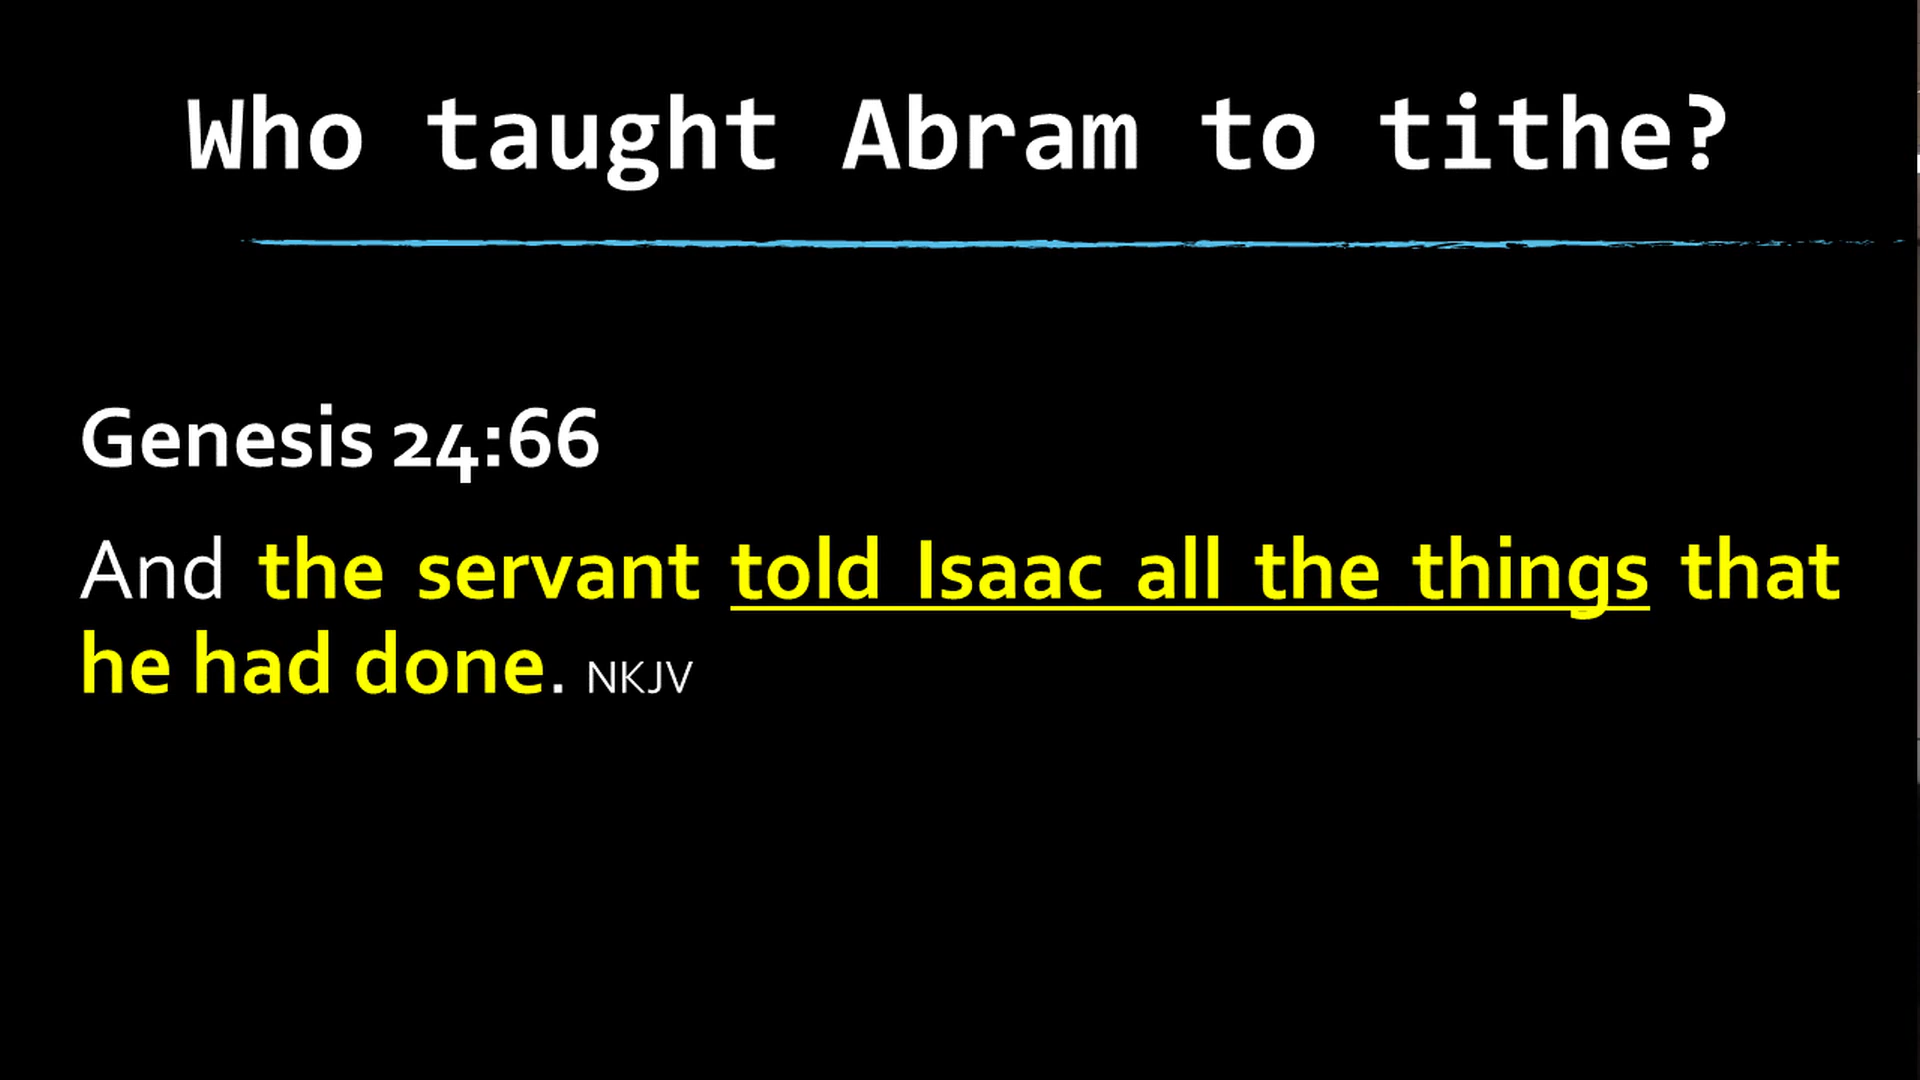 Who taught Abram to tithe?
Genesis 24:66
And the servant told Isaac all the things that
he had done. NKJV